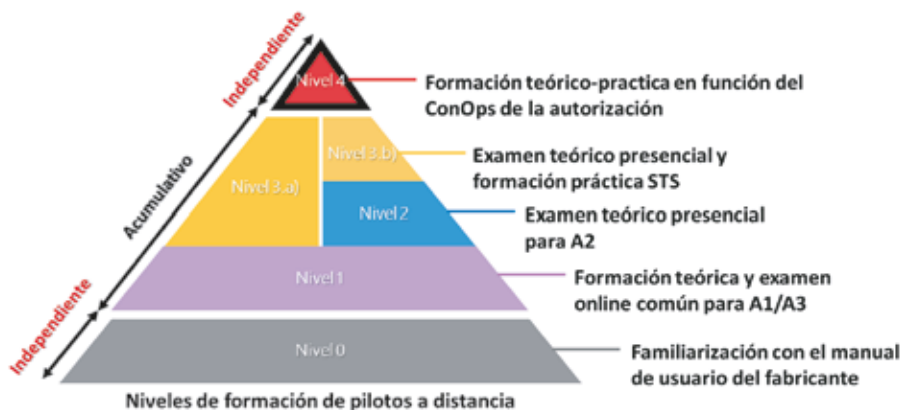 Independiente
Nivel 4
Formación teórico-practica en función del
ConOps de la autorización
Acumulativo
Nivel 3.a)
Nivel 3.b)
Examen teórico presencial y
formación práctica STS
Nivel 2
Examen teórico presencial
para A2
Nivel 1
Formación teórica y examen
online común para A1/A3
Independiente
Nivel 0
Familiarización con el manual
de usuario del fabricante
Niveles de formación de pilotos a distancia